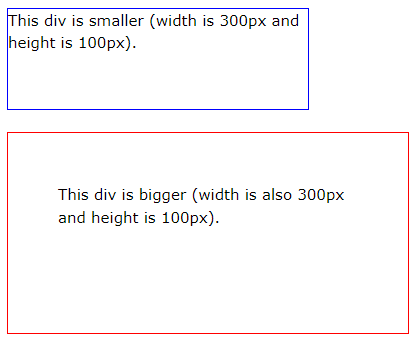 This div is smaller (width is 300px and
height is 100px).
This div is bigger (width is also 300px
and height is 100px).